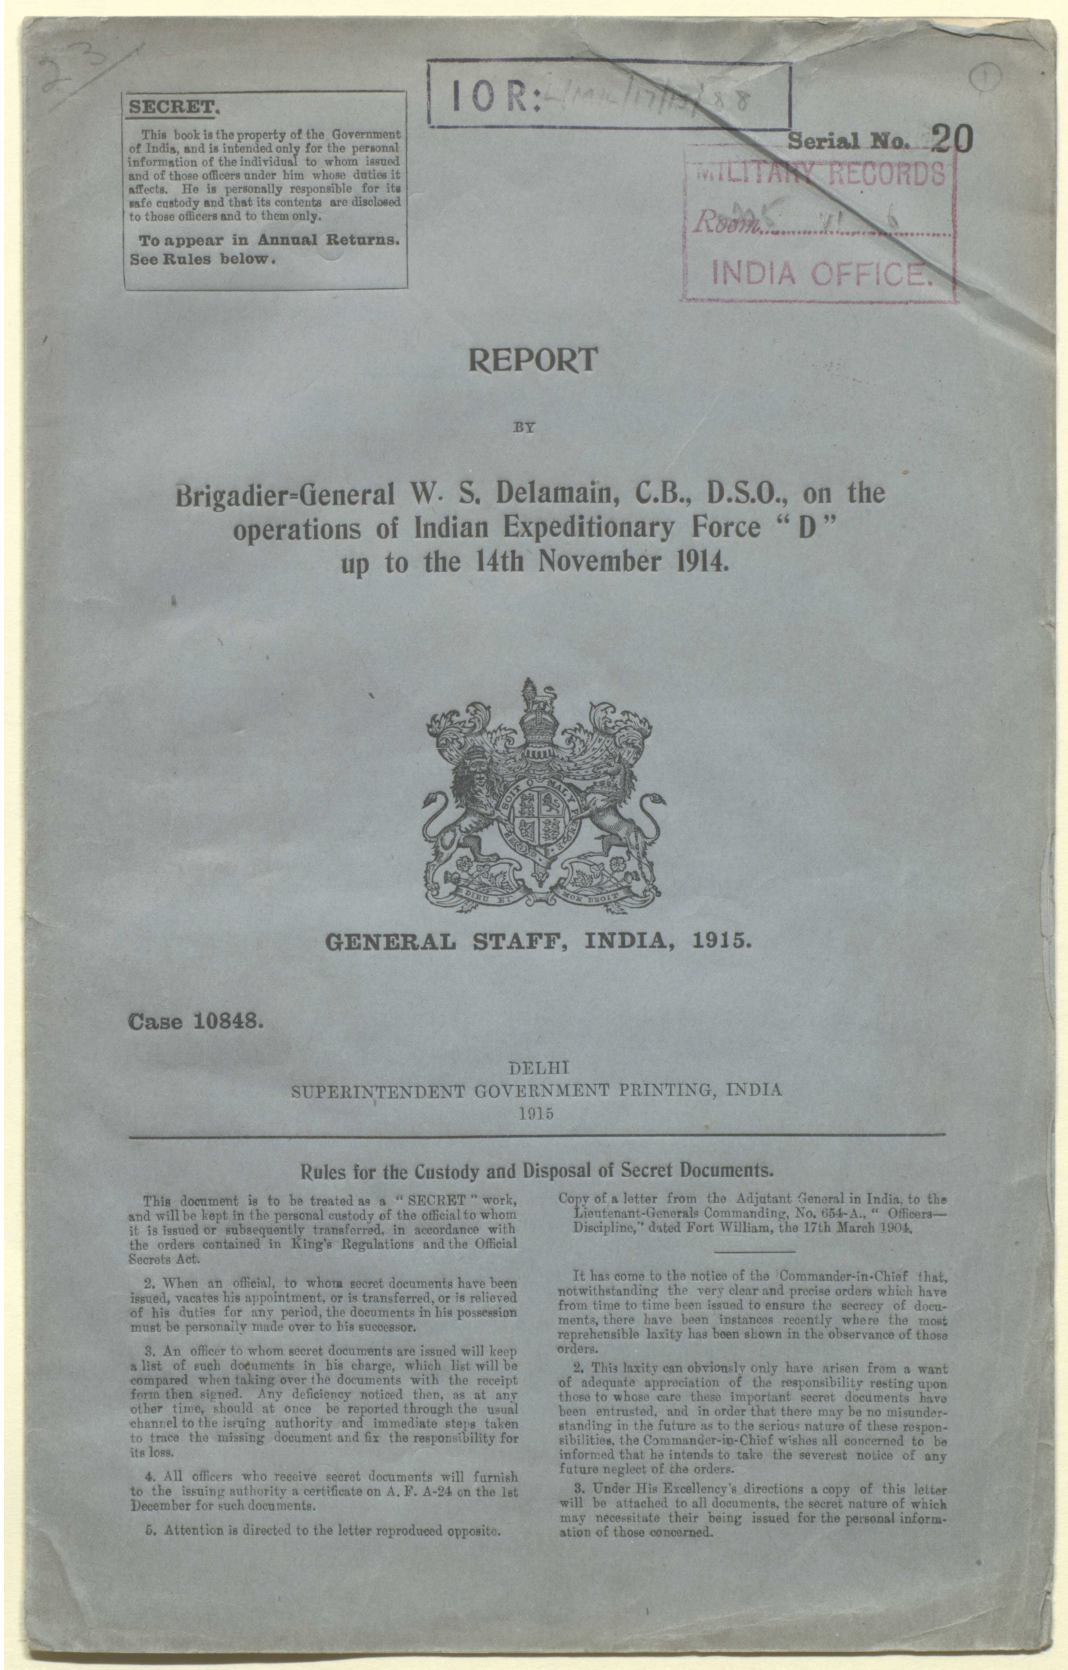 23
IOR: L/MIL/17/15/88
1
SECRET.
This book is the property of the Government
of India, and is intended only for the personal
information of the individual to whom issued
and of those officers under him whose duties it
affects. He is personally responsible for its
safe custody and that its contents are disclosed
to those officers and to them only.
To appear in Annual Returns.
See Rules below.
Serial No. 20
MILITARY RECORDS
Room
INDIA OFFICE.
REPORT
BY
Brigadier-General W. S. Delamain, C.B., D.S.O., on the
operations of Indian Expeditionary Force "D"
up to the 14th November 1914.
SOIT Q MAL Y PENSE
DIEU ET MON DROIT
GENERAL STAFF, INDIA, 1915.
Case 10848.
DELHI
SUPERINTENDENT GOVERNMENT PRINTING, INDIA
1915
Rules for the Custody and Disposal of Secret Documents.
This document is to be treated as a "SECRET" work,
and will be kept in the personal custody of the official to whom
it is issued or subsequently transferred, in accordance with
the orders contained in King's Regulations and the Official
Secrets Act.
2. When an official, to whom secret documents have been
issued, vacates his appointment, or is transferred, or is relieved
of his duties for any period, the documents in his possession
must be personally made over to his successor.
3. An officer to whom secret documents are issued will keep
a list of such documents in his charge, which list will be
compared when taking over the documents with the receipt
form then signed. Any deficiency noticed then, as at any
other time, should at once be reported through the usual
channel to the issuing authority and immediate steps taken
to trace the missing document and fix the responsibility for
its loss.
4. All officers who receive secret documents will furnish
to the issuing authority a certificate on A. F. A-24 on the 1st
December for such documents.
5. Attention is directed to the letter reproduced opposite.
Copy of a letter from the Adjutant General in India, to the
Lieutenant-Generals Commanding, No. 654-A., "Officers—
Discipline," dated Fort William, the 17th March 1904.
It has come to the notice of the Commander-in-Chief that,
notwithstanding the very clear and precise orders which have
from time to time been issued to ensure the secrecy of docu-
ments, there have been instances recently where the most
reprehensible laxity has been shown in the observance of those
orders.
2. This laxity can obviously only have arisen from a want
of adequate appreciation of the responsibility resting upon
those to whose care these important secret documents have
been entrusted, and in order that there may be no misunder-
standing in the future as to the serious nature of these respon-
sibilities, the Commander-in-Chief wishes all concerned to be
informed that he intends to take the severest notice of any
future neglect of the orders.
3. Under His Excellency's directions a copy of this letter
will be attached to all documents, the secret nature of which
may necessitate their being issued for the personal inform-
ation of those concerned.